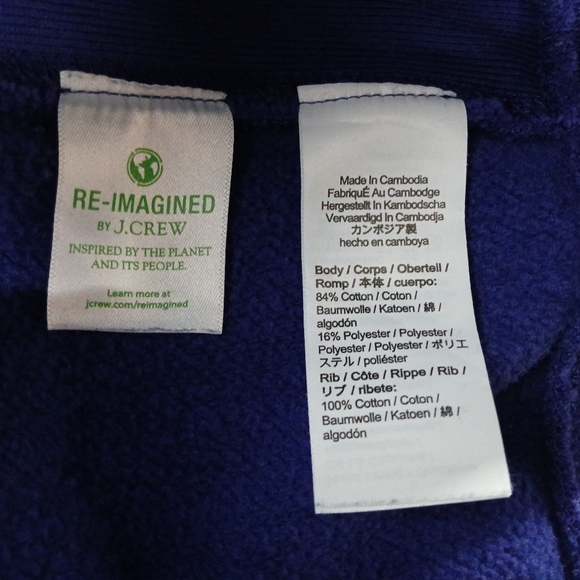 RE-IMAGINED
BY J.CREW
INSPIRED BY THE PLANET
AND ITS PEOPLE.
Learn more at
jcrew.com/reimagined
Made In Cambodia
FabriquÉ Au Cambodge
Hergestellt In Kambodscha
Vervaardigd In Cambodja
カンボジア製
hecho en camboya
Body / Corps / Oberteil /
Romp / 本体 / cuerpo:
84% Cotton / Coton /
Baumwolle / Katoen / 綿 /
algodón
16% Polyester / Polyester /
Polyester / Polyester / ポリエ
ステル / poliéster
Rib / Côte / Rippe / Rib /
リブ / ribete:
100% Cotton / Coton /
Baumwolle / Katoen / 綿 /
algodón